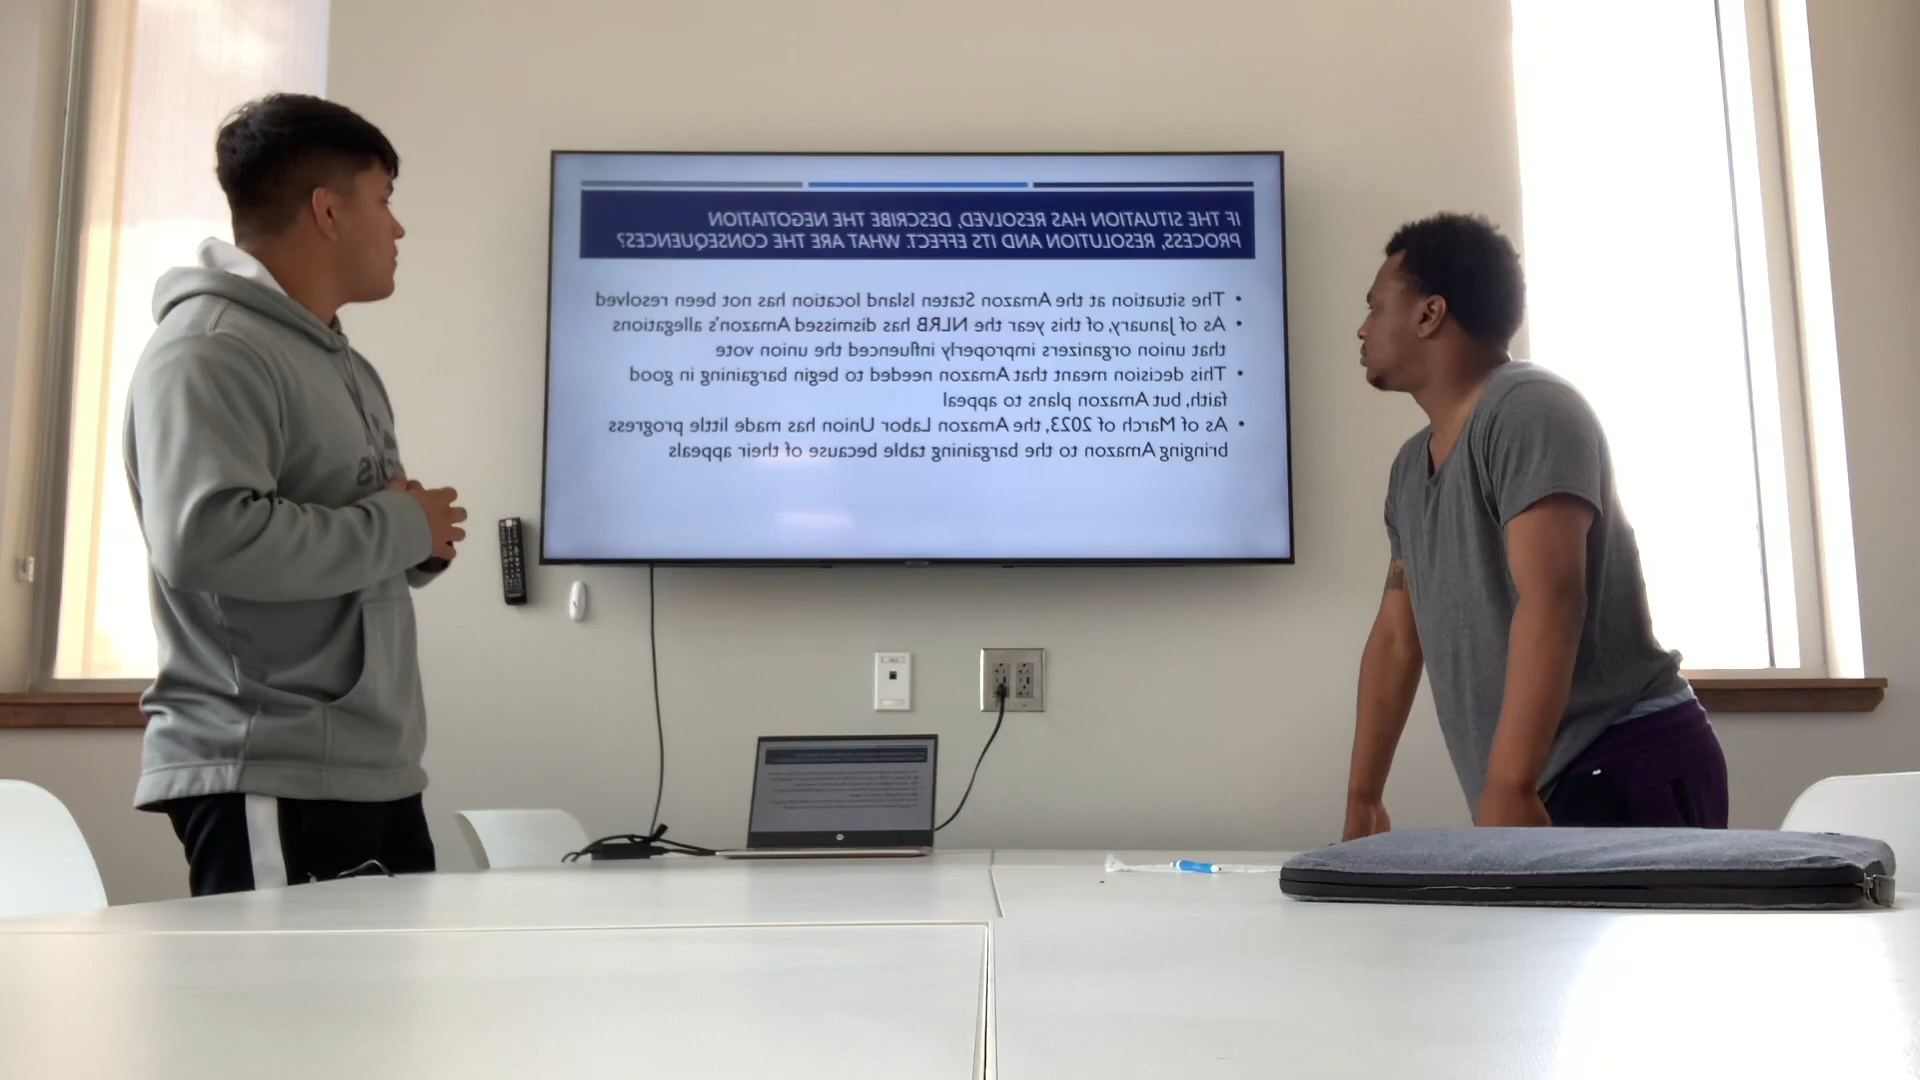 IF THE SITUATION HAS RESOLVED, DESCRIBE THE NEGOTIATION
PROCESS, RESOLUTION AND ITS EFFECT. WHAT ARE THE CONSEQUENCES?
• The situation at the Amazon Staten Island location has not been resolved
• As of January, of this year the NLRB has dismissed Amazon's allegations
that union organizers improperly influenced the union vote
• This decision meant that Amazon needed to begin bargaining in good
faith, but Amazon plans to appeal
• As of March of 2023, the Amazon Labor Union has made little progress
bringing Amazon to the bargaining table because of their appeals